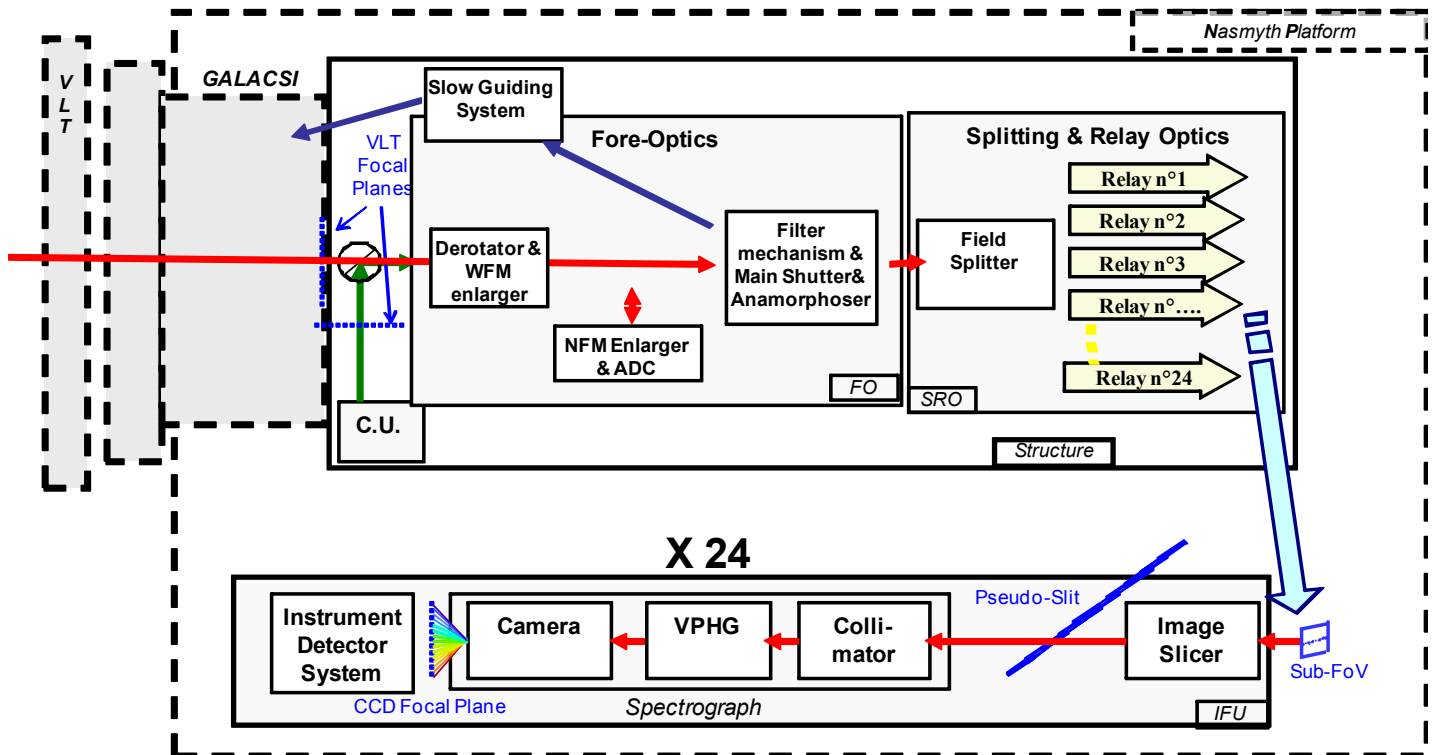 Nasmyth Platform
V
L
T
GALACSI
Slow Guiding
System
VLT
Focal
Planes
Fore-Optics
Derotator &
WFM
enlarger
NFM Enlarger
& ADC
Filter
mechanism &
Main Shutter&
Anamorphoser
FO
C.U.
Splitting & Relay Optics
Field
Splitter
Relay n°1
Relay n°2
Relay n°3
Relay n°....
Relay n°24
SRO
Structure
X 24
Instrument
Detector
System
CCD Focal Plane
Camera
VPHG
Colli-
mator
Spectrograph
Pseudo-Slit
Image
Slicer
IFU
Sub-FoV